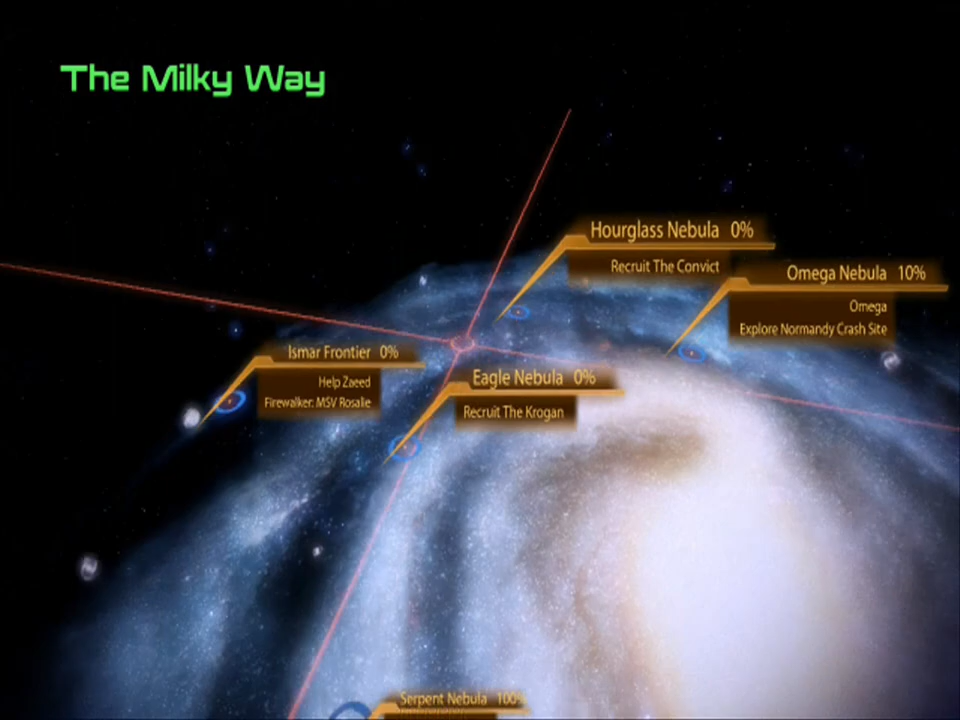 The Milky Way
Hourglass Nebula 0%
Recruit The Convict
Omega Nebula 10%
Omega
Explore Normandy Crash Site
Ismar Frontier 0%
Help Zaeed
Firewalker: MSV Rosalie
Eagle Nebula 0%
Recruit The Krogan
Serpent Nebula 100%